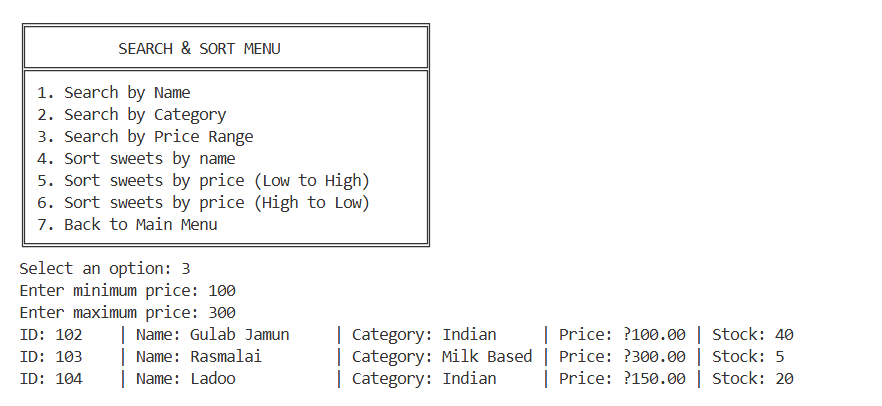 SEARCH & SORT MENU
1. Search by Name
2. Search by Category
3. Search by Price Range
4. Sort sweets by name
5. Sort sweets by price (Low to High)
6. Sort sweets by price (High to Low)
7. Back to Main Menu
Select an option: 3
Enter minimum price: 100
Enter maximum price: 300
ID: 102    | Name: Gulab Jamun     | Category: Indian     | Price: ?100.00 | Stock: 40
ID: 103    | Name: Rasmalai        | Category: Milk Based | Price: ?300.00 | Stock: 5
ID: 104    | Name: Ladoo           | Category: Indian     | Price: ?150.00 | Stock: 20